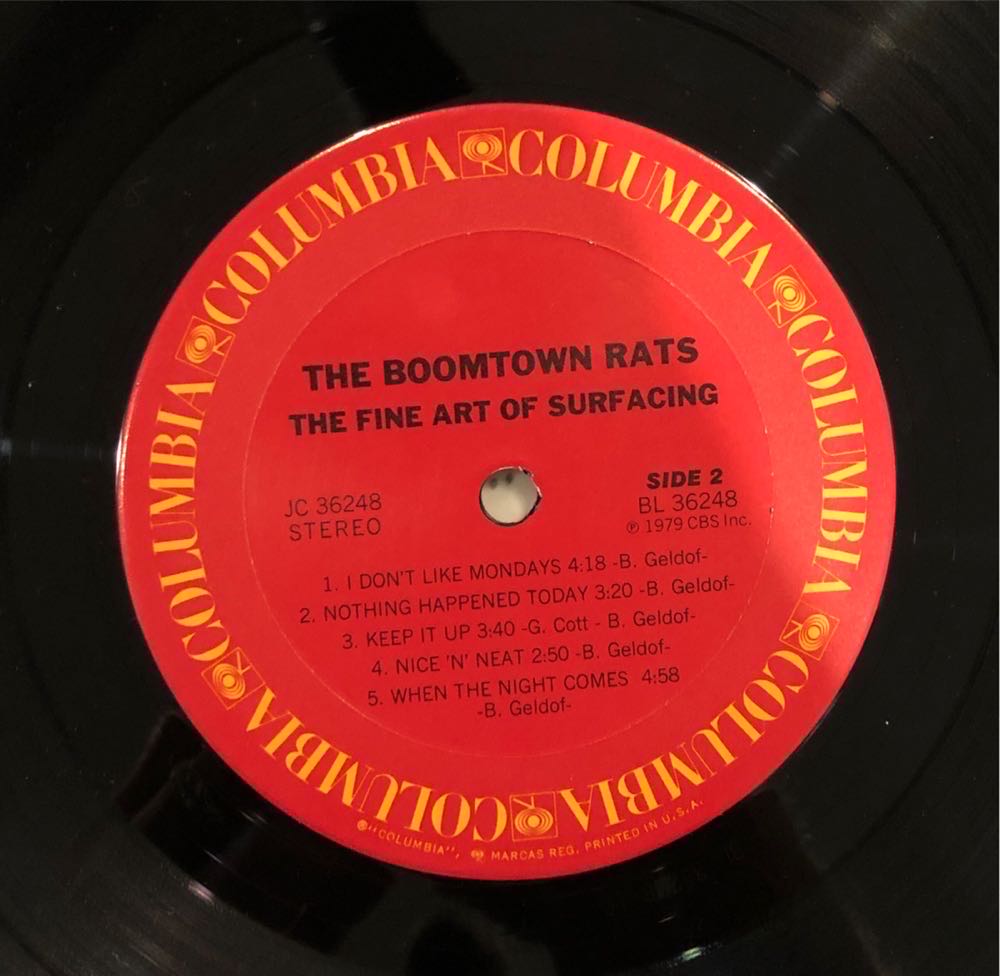 COLUMBIA COLUMBIA COLUMBIA COLUMBIA COLUMBIA COLUMBIA COLUMBIA
THE BOOMTOWN RATS
THE FINE ART OF SURFACING
JC 36248
STEREO
SIDE 2
BL 36248
℗ 1979 CBS Inc.
1. I DON'T LIKE MONDAYS 4:18 -B. Geldof-
2. NOTHING HAPPENED TODAY 3:20 -B. Geldof-
3. KEEP IT UP 3:40 -G. Cott - B. Geldof-
4. NICE 'N' NEAT 2:50 -B. Geldof-
5. WHEN THE NIGHT COMES 4:58
-B. Geldof-
®"COLUMBIA", MARCAS REG. PRINTED IN U.S.A.